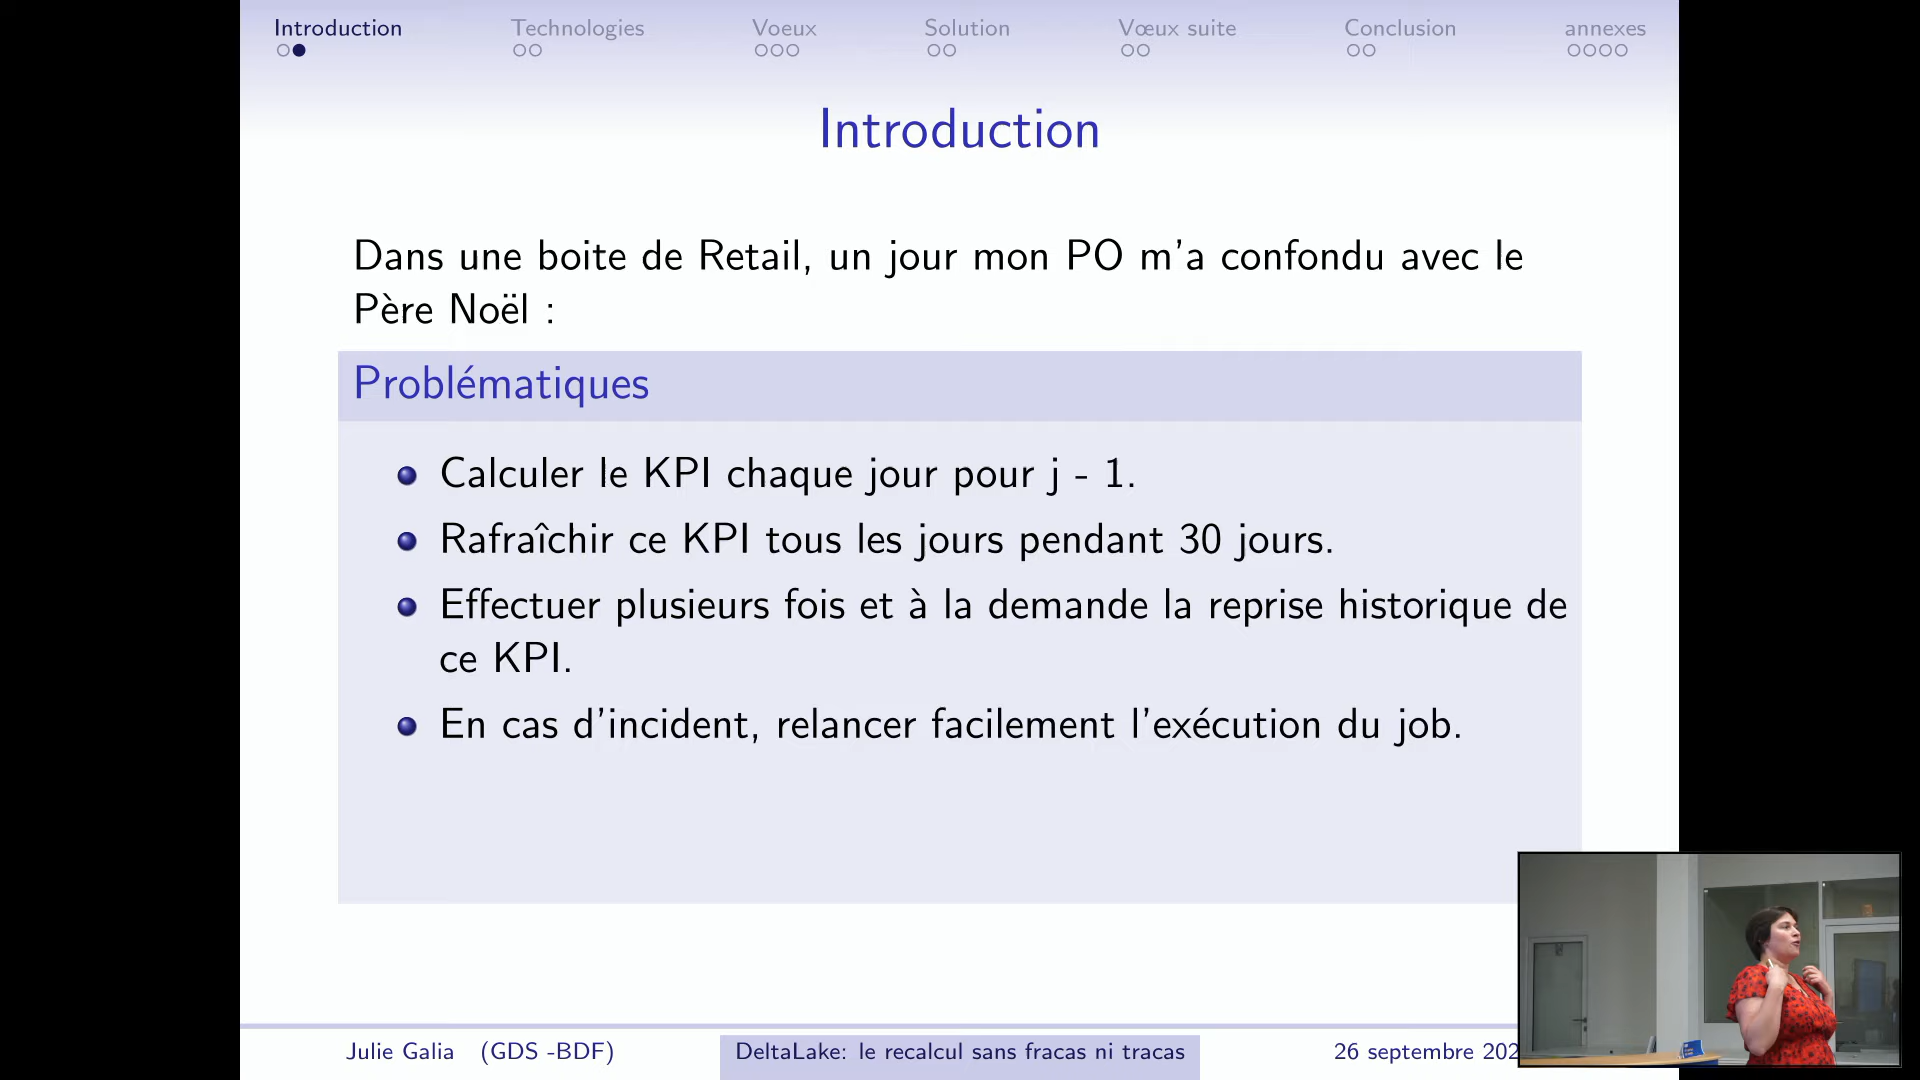 Introduction
Technologies
Voeux
Solution
Vœux suite
Conclusion
annexes
Introduction
Dans une boite de Retail, un jour mon PO m'a confondu avec le
Père Noël :
Problématiques
Calculer le KPI chaque jour pour j - 1.
Rafraîchir ce KPI tous les jours pendant 30 jours.
Effectuer plusieurs fois et à la demande la reprise historique de
ce KPI.
En cas d'incident, relancer facilement l'exécution du job.
Julie Galia (GDS -BDF)
DeltaLake: le recalcul sans fracas ni tracas
26 septembre 202